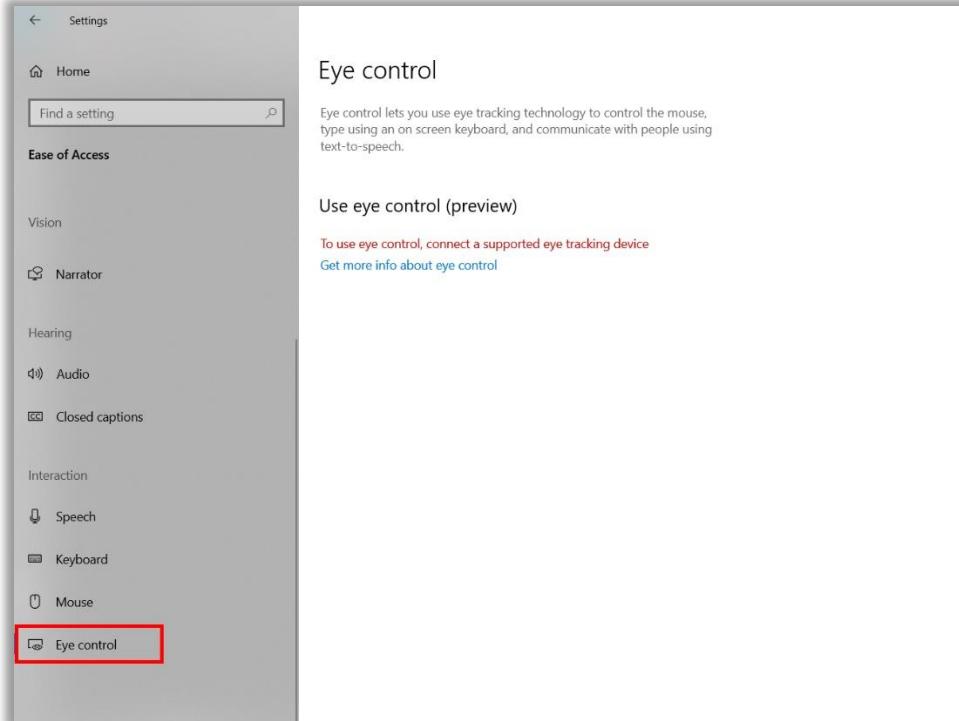 Settings
Home
Find a setting
Ease of Access
Vision
Narrator
Hearing
Audio
CC Closed captions
Interaction
Speech
Keyboard
Mouse
Eye control
Eye control
Eye control lets you use eye tracking technology to control the mouse,
type using an on screen keyboard, and communicate with people using
text-to-speech.
Use eye control (preview)
To use eye control, connect a supported eye tracking device
Get more info about eye control